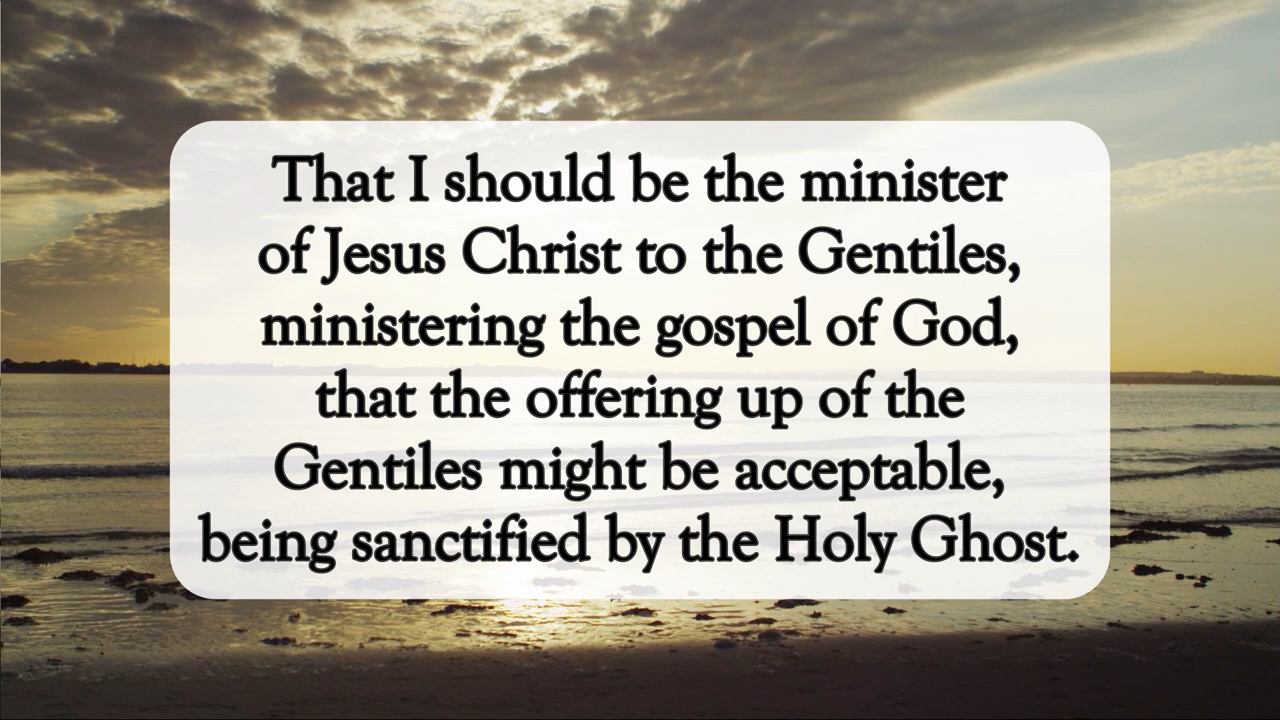 That I should be the minister
of Jesus Christ to the Gentiles,
ministering the gospel of God,
that the offering up of the
Gentiles might be acceptable,
being sanctified by the Holy Ghost.